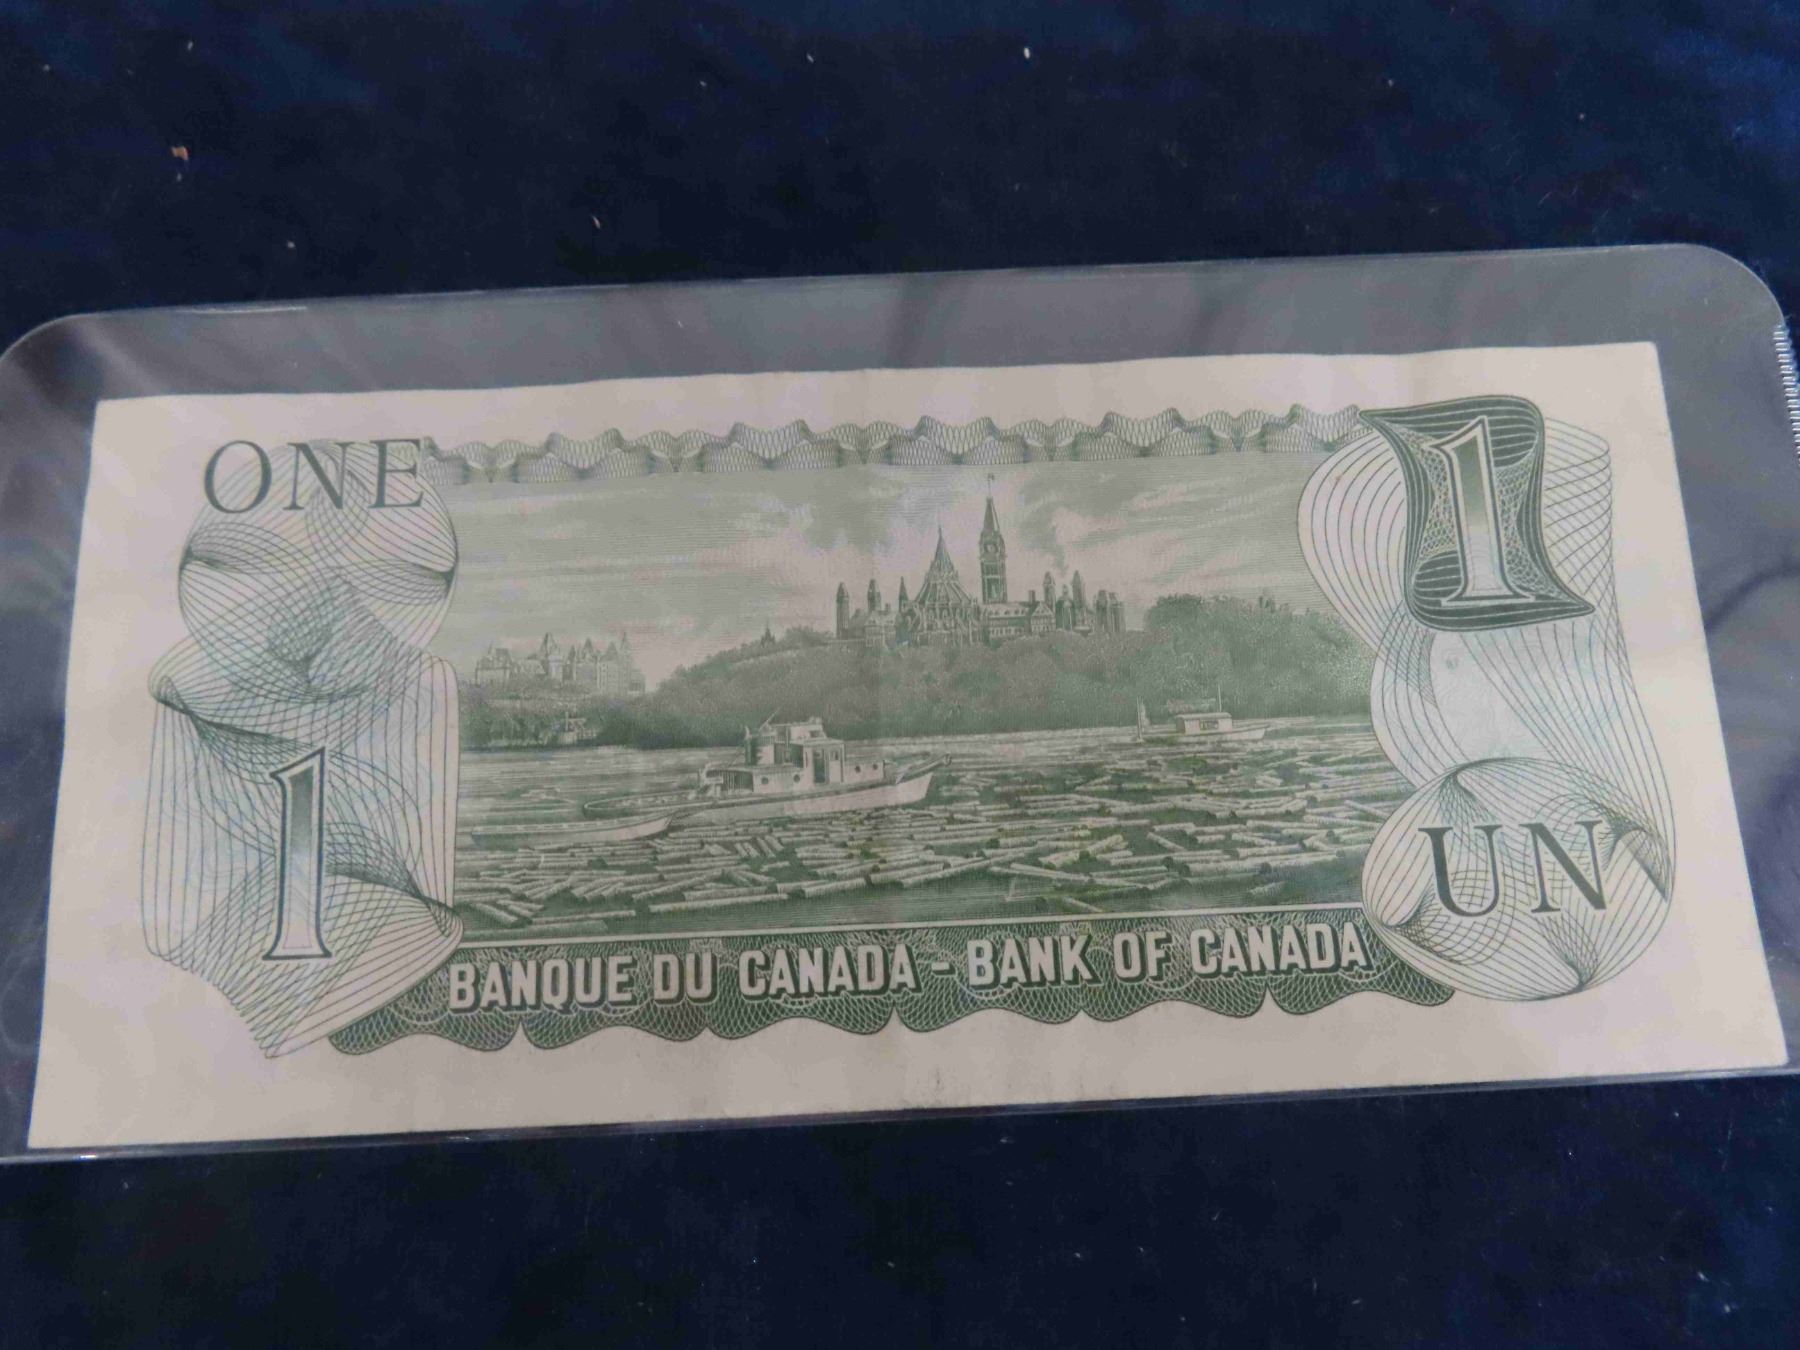 ONE
1
1
UN
BANQUE DU CANADA - BANK OF CANADA